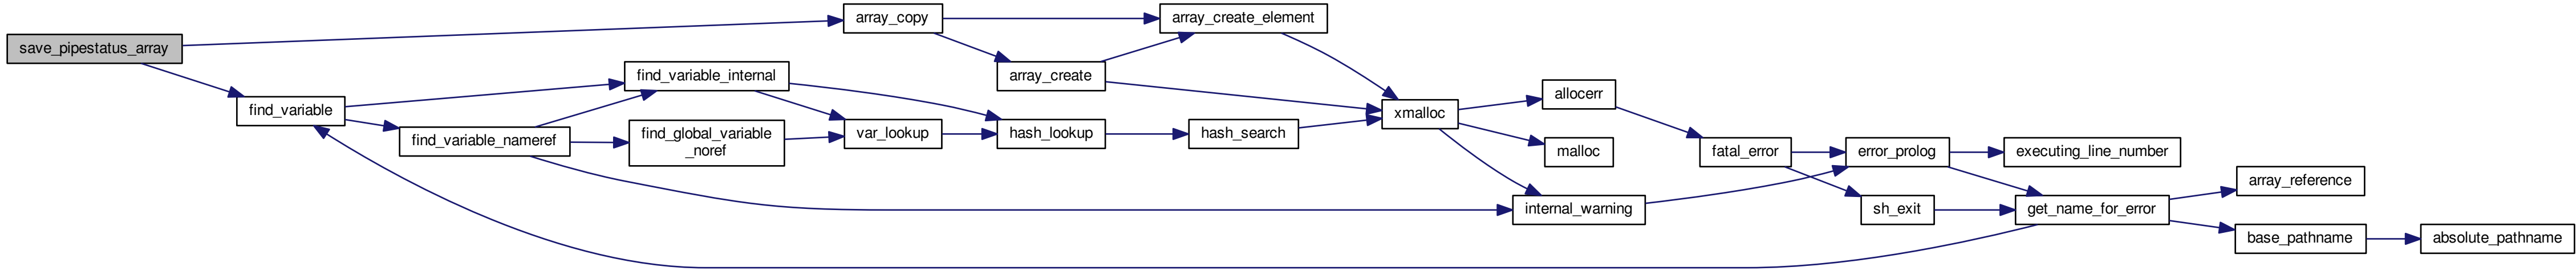 save_pipestatus_array
array_copy
array_create_element
find_variable_internal
array_create
find_variable
find_variable_nameref
find_global_variable
_noref
var_lookup
hash_lookup
hash_search
xmalloc
allocerr
malloc
internal_warning
fatal_error
error_prolog
sh_exit
executing_line_number
get_name_for_error
array_reference
base_pathname
absolute_pathname